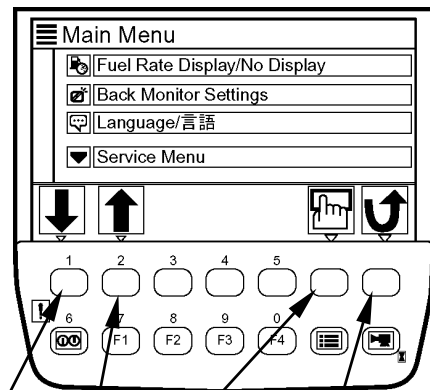 Main Menu
Fuel Rate Display/No Display
Back Monitor Settings
Language/言語
Service Menu
1 2 3 4 5
6 7 8 9 0
F1 F2 F3 F4